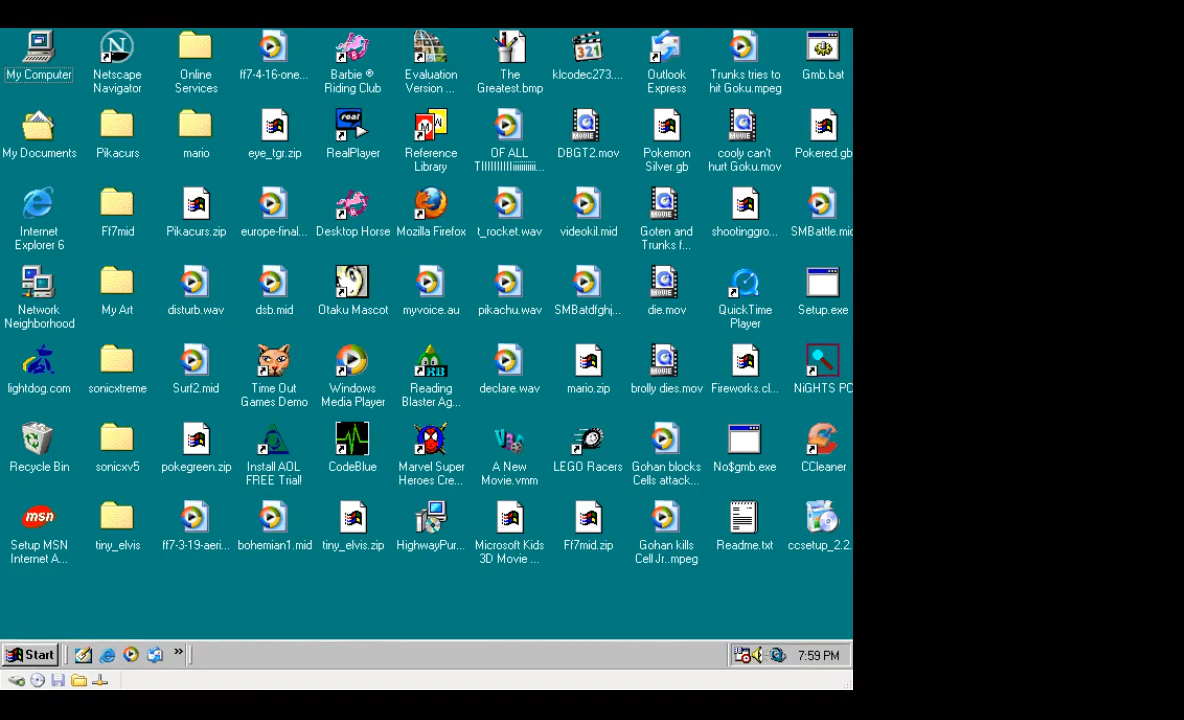 My Computer
Netscape
Navigator
Online
Services
ff7-4-16-one...
Barbie ®
Riding Club
Evaluation
Version ...
The
Greatest.bmp
klcodec273....
Outlook
Express
Trunks tries to
hit Goku.mpeg
Gmb.bat
My Documents
Pikacurs
mario
eye_tgr.zip
RealPlayer
Reference
Library
OF ALL
DBGT2.mov
Pokemon
Silver.gb
cooly can't
hurt Goku.mov
Pokered.gb
Internet
Explorer 6
Ff7mid
Pikacurs.zip
europe-final...
Desktop Horse
Mozilla Firefox
t_rocket.wav
videokil.mid
Goten and
Trunks f...
shootinggro...
SMBattle.mid
Network
Neighborhood
My Art
disturb.wav
dsb.mid
Otaku Mascot
myvoice.au
pikachu.wav
SMBatdfghj...
die.mov
QuickTime
Player
Setup.exe
lightdog.com
sonicxtreme
Surf2.mid
Time Out
Games Demo
Windows
Media Player
Reading
Blaster Ag...
declare.wav
mario.zip
brolly dies.mov
Fireworks.cl...
NiGHTS PC
Recycle Bin
sonicxv5
pokegreen.zip
Install AOL
FREE Trial!
CodeBlue
Marvel Super
Heroes Cre...
A New
Movie.vmm
LEGO Racers
Gohan blocks
Cells attack...
No$gmb.exe
CCleaner
msn
Setup MSN
Internet A...
tiny_elvis
ff7-3-19-aeri...
bohemian1.mid
tiny_elvis.zip
HighwayPur...
Microsoft Kids
3D Movie ...
Ff7mid.zip
Gohan kills
Cell Jr..mpeg
Readme.txt
ccsetup_2.2.
Start
7:59 PM